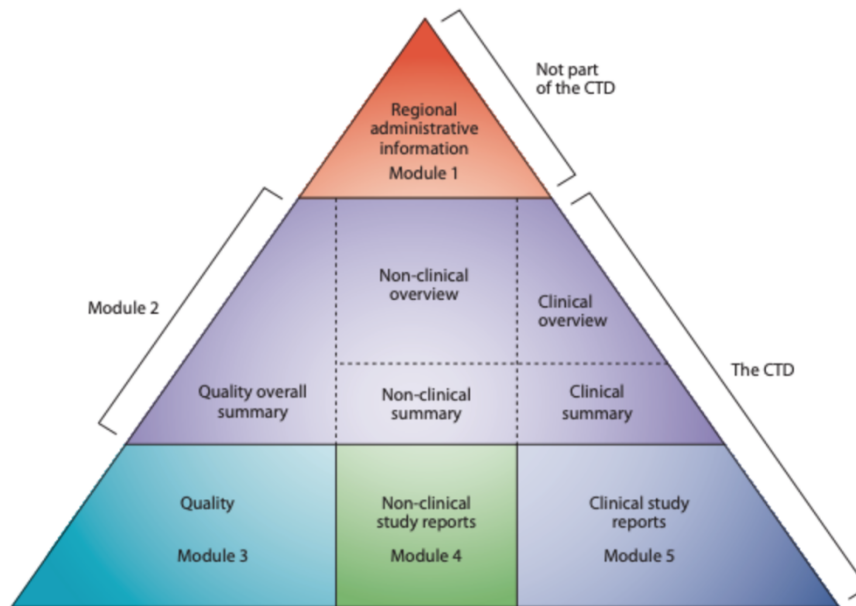 Not part
of the CTD
Regional
administrative
information
Module 1
Module 2
Non-clinical
overview
Clinical
overview
The CTD
Quality overall
summary
Non-clinical
summary
Clinical
summary
Quality
Module 3
Non-clinical
study reports
Module 4
Clinical study
reports
Module 5